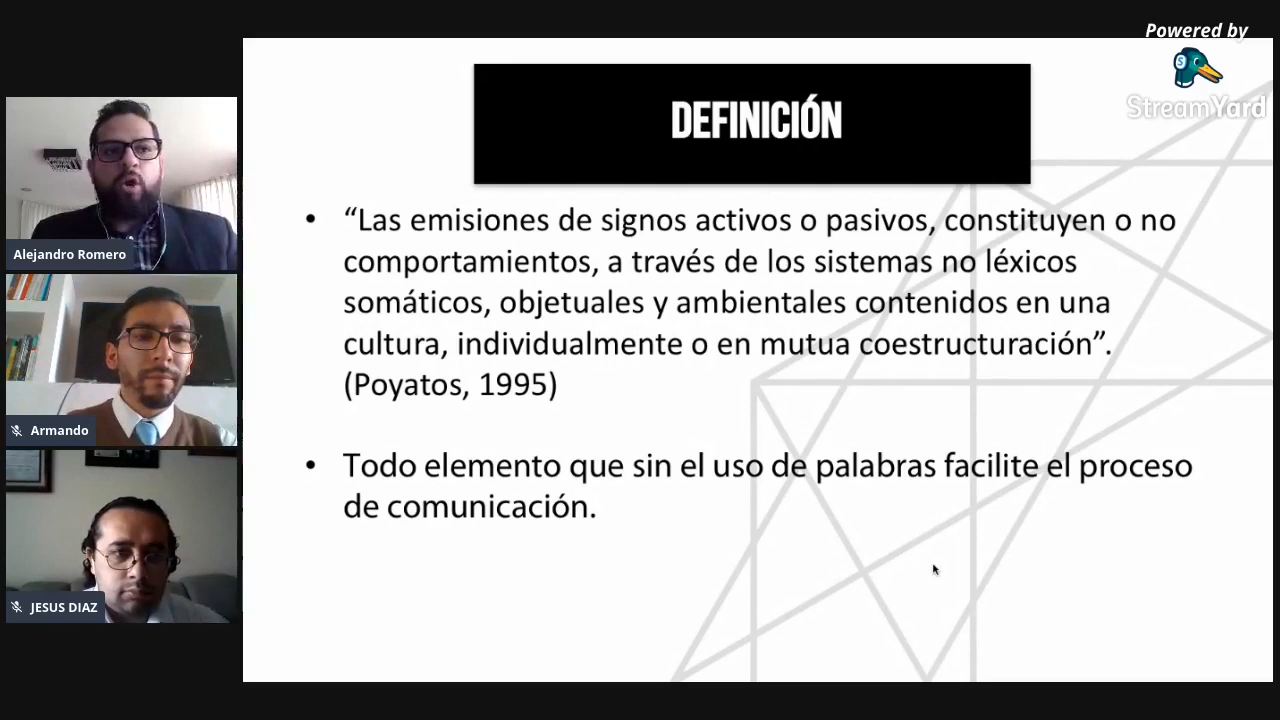 Powered by
StreamYard
DEFINICIÓN
• “Las emisiones de signos activos o pasivos, constituyen o no
comportamientos, a través de los sistemas no léxicos
somáticos, objetuales y ambientales contenidos en una
cultura, individualmente o en mutua coestructuración”.
(Poyatos, 1995)
• Todo elemento que sin el uso de palabras facilite el proceso
de comunicación.
Alejandro Romero
Armando
JESUS DIAZ